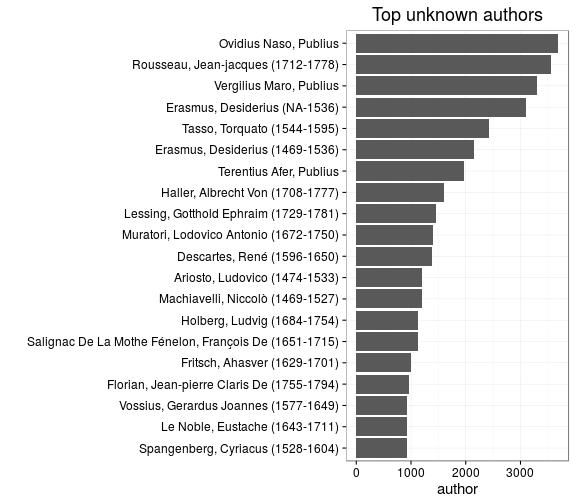 Top unknown authors
Ovidius Naso, Publius
Rousseau, Jean-jacques (1712-1778)
Vergilius Maro, Publius
Erasmus, Desiderius (NA-1536)
Tasso, Torquato (1544-1595)
Erasmus, Desiderius (1469-1536)
Terentius Afer, Publius
Haller, Albrecht Von (1708-1777)
Lessing, Gotthold Ephraim (1729-1781)
Muratori, Lodovico Antonio (1672-1750)
Descartes, René (1596-1650)
Ariosto, Ludovico (1474-1533)
Machiavelli, Niccolò (1469-1527)
Holberg, Ludvig (1684-1754)
Salignac De La Mothe Fénelon, François De (1651-1715)
Fritsch, Ahasver (1629-1701)
Florian, Jean-pierre Claris De (1755-1794)
Vossius, Gerardus Joannes (1577-1649)
Le Noble, Eustache (1643-1711)
Spangenberg, Cyriacus (1528-1604)
0 1000 2000 3000
author